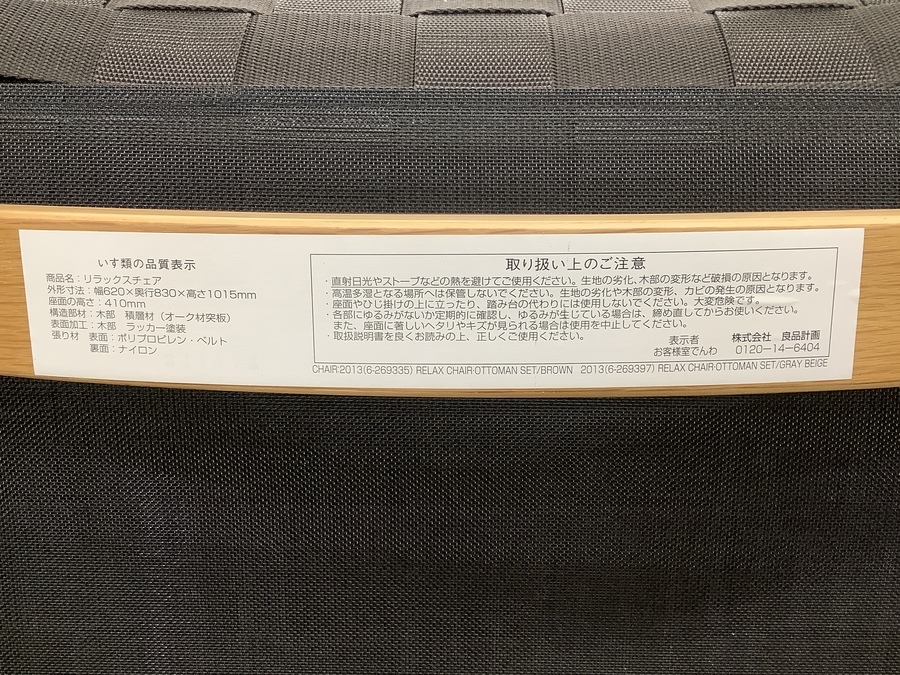 いす類の品質表示
商品名：リラックスチェア
外形寸法：幅620×奥行830×高さ1015mm
座面の高さ：410mm
構造部材：木部　積層材（オーク材突板）
表面加工：木部　ラッカー塗装
張り材　表面：ポリプロピレン・ベルト
裏面：ナイロン
取り扱い上のご注意
・直射日光やストーブなどの熱を避けてご使用ください。生地の劣化、木部の変形など破損の原因となります。
・高温多湿となる場所へは保管しないでください。生地の劣化や木部の変形、カビの発生の原因となります。
・座面やひじ掛けの上に立ったり、踏み台の代わりには使用しないでください。大変危険です。
・各部にゆるみがないか定期的に確認し、ゆるみが生じている場合は、締め直してからお使いください。
また、座面に著しいヘタリやキズが見られる場合は使用を中止してください。
・取扱説明書を良くお読みの上、正しくご使用ください。
表示者　株式会社　良品計画
お客様室でんわ　0120-14-6404
CHAIR:2013(6-269335) RELAX CHAIR·OTTOMAN SET/BROWN　2013(6-269397) RELAX CHAIR·OTTOMAN SET/GRAY BEIGE